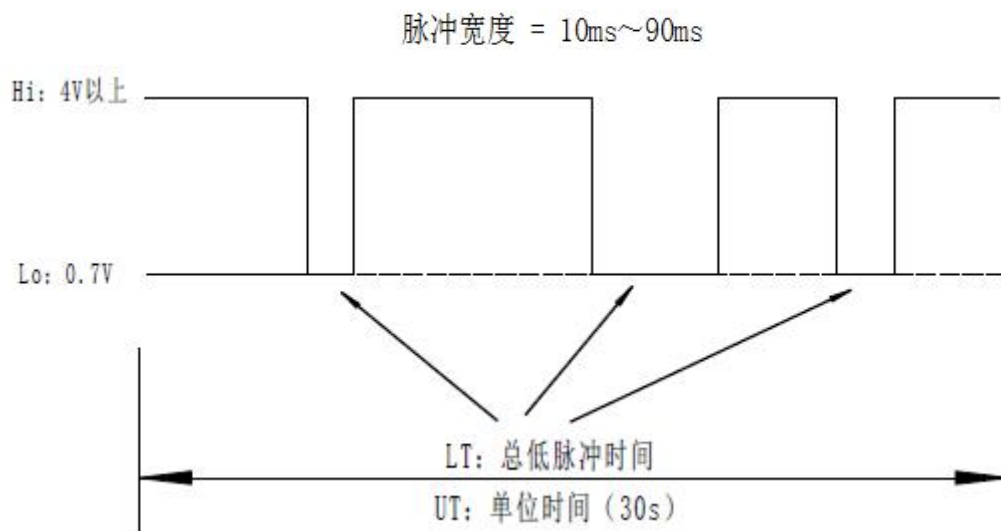 脉冲宽度 = 10ms～90ms
Hi: 4V以上
Lo: 0.7V
LT: 总低脉冲时间
UT: 单位时间（30s）